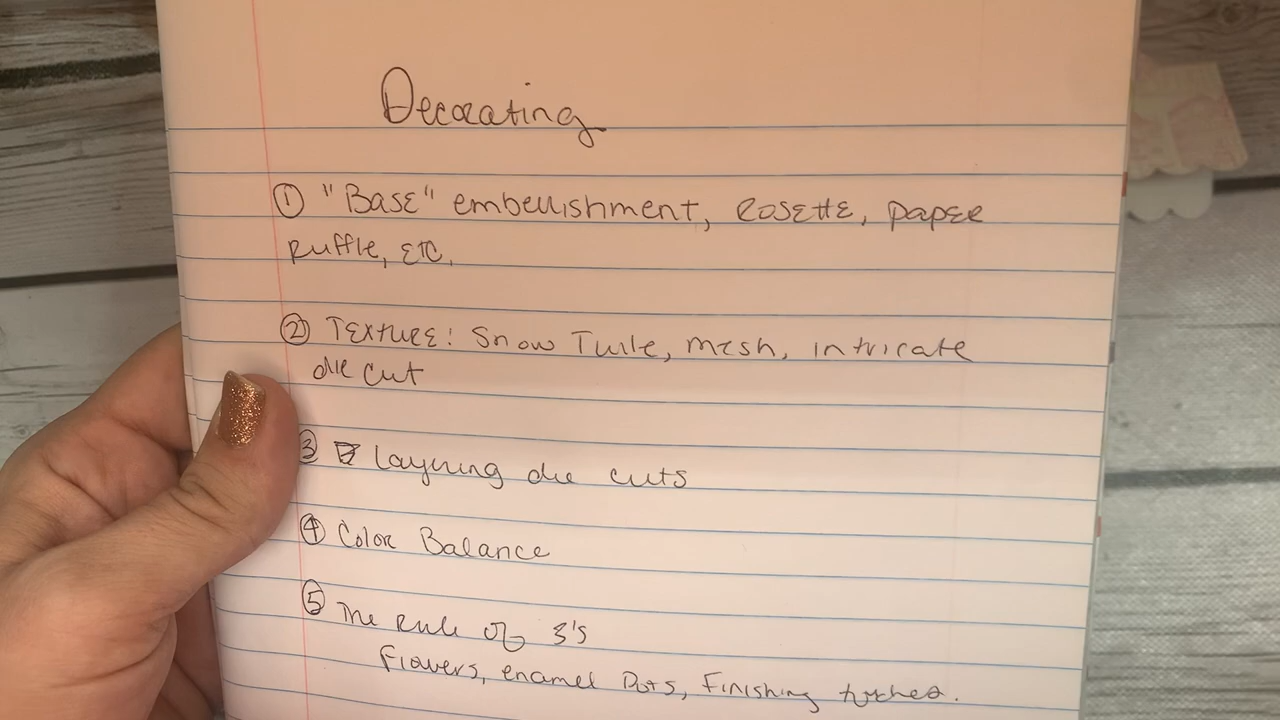 Decorating
① "Base" embellishment, Rosette, paper
Ruffle, ETC.
② Texture: Snow Tulle, mesh, intricate
die cut
③ Layering die cuts
④ Color Balance
⑤ The Rule of 3's
Flowers, enamel Dots, Finishing touches.